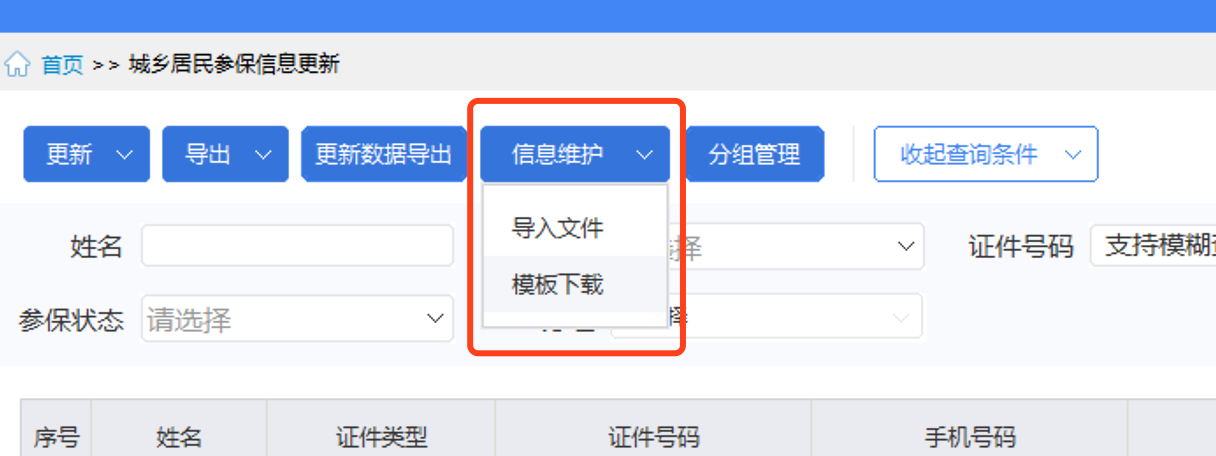 首页 >> 城乡居民参保信息更新
更新 导出 更新数据导出 信息维护 分组管理 收起查询条件
导入文件
姓名 择 证件号码 支持模糊
模板下载
参保状态 请选择 择
序号 姓名 证件类型 证件号码 手机号码